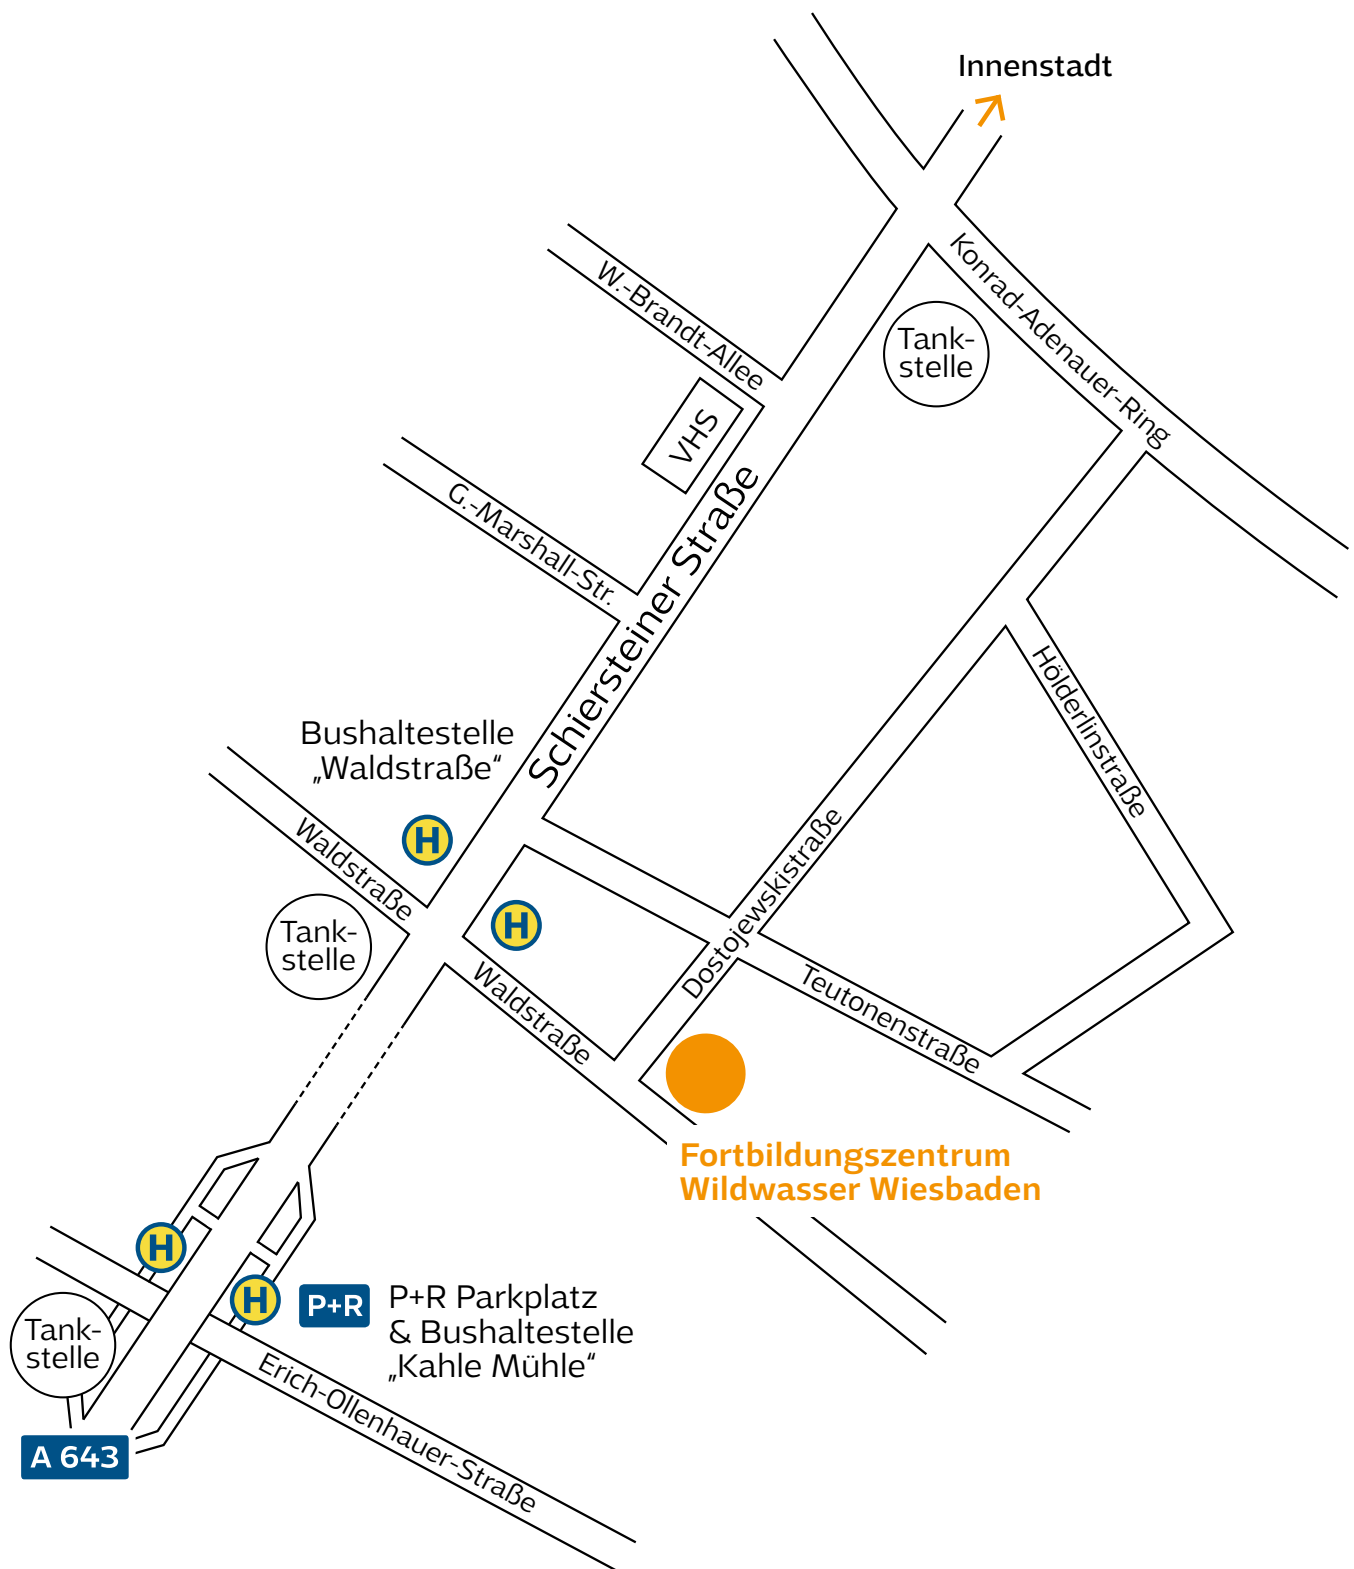 Innenstadt
Konrad-Adenauer-Ring
W.-Brandt-Allee
Tank-
stelle
VHS
G.-Marshall-Str.
Schiersteiner Straße
Hölderlinstraße
Bushaltestelle
„Waldstraße“
H
Waldstraße
Tank-
stelle
H
Dostojewskistraße
Waldstraße
Teutonenstraße
Fortbildungszentrum
Wildwasser Wiesbaden
H
H
P+R
P+R Parkplatz
& Bushaltestelle
„Kahle Mühle“
Tank-
stelle
Erich-Ollenhauer-Straße
A 643